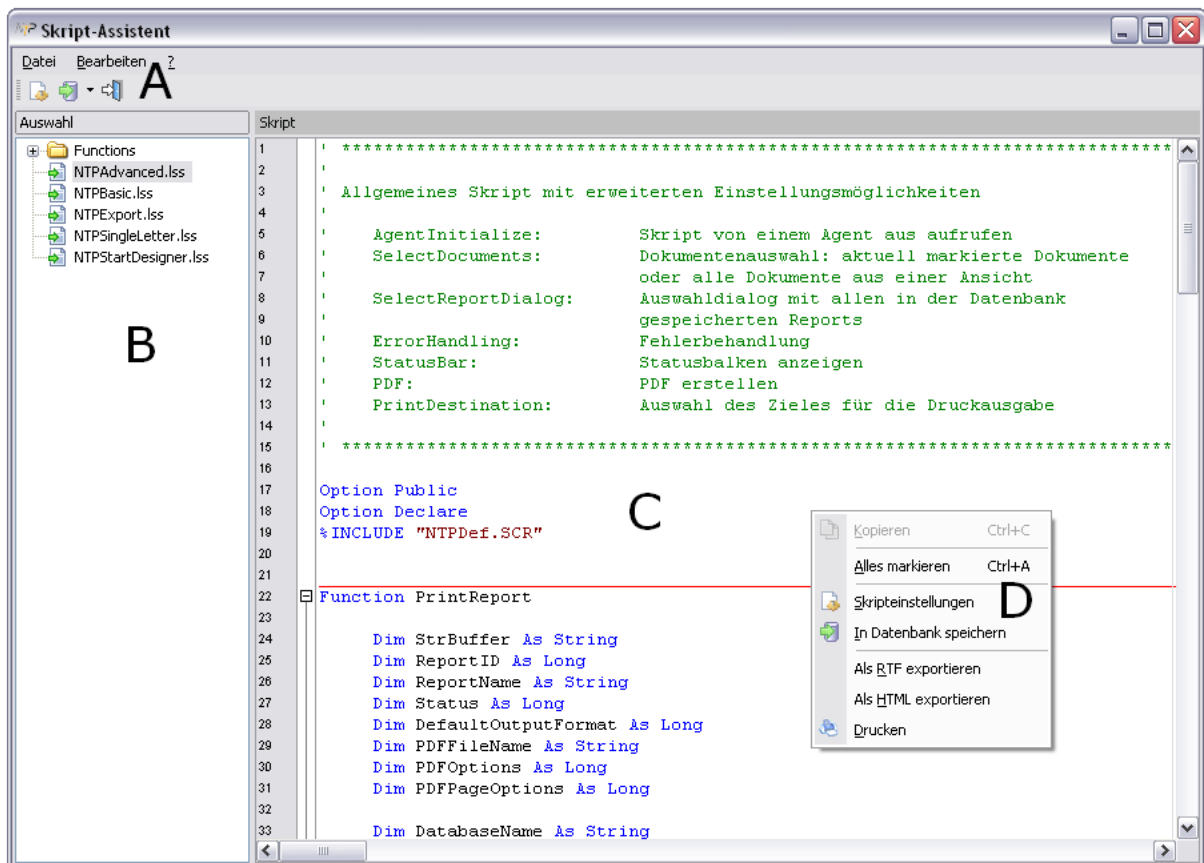 Skript-Assistent
Datei Bearbeiten ?
A
Auswahl
Functions
NTPAdvanced.lss
NTPBasic.lss
NTPExport.lss
NTPSingleLetter.lss
NTPStartDesigner.lss
B
Skript
1 ' ******************************************************************************
2 '
3 ' Allgemeines Skript mit erweiterten Einstellungsmöglichkeiten
4 '
5 ' AgentInitialize: Skript von einem Agent aus aufrufen
6 ' SelectDocuments: Dokumentenauswahl: aktuell markierte Dokumente
7 ' oder alle Dokumente aus einer Ansicht
8 ' SelectReportDialog: Auswahldialog mit allen in der Datenbank
9 ' gespeicherten Reports
10 ' ErrorHandling: Fehlerbehandlung
11 ' StatusBar: Statusbalken anzeigen
12 ' PDF: PDF erstellen
13 ' PrintDestination: Auswahl des Zieles für die Druckausgabe
14 '
15 ' ******************************************************************************
16
17 Option Public
18 Option Declare
19 %INCLUDE "NTPDef.SCR"
20
21
22 Function PrintReport
23
24 Dim StrBuffer As String
25 Dim ReportID As Long
26 Dim ReportName As String
27 Dim Status As Long
28 Dim DefaultOutputFormat As Long
29 Dim PDFFileName As String
30 Dim PDFOptions As Long
31 Dim PDFPageOptions As Long
32
33 Dim DatabaseName As String
C
Kopieren Ctrl+C
Alles markieren Ctrl+A
Skripteinstellungen
D
In Datenbank speichern
Als RTF exportieren
Als HTML exportieren
Drucken